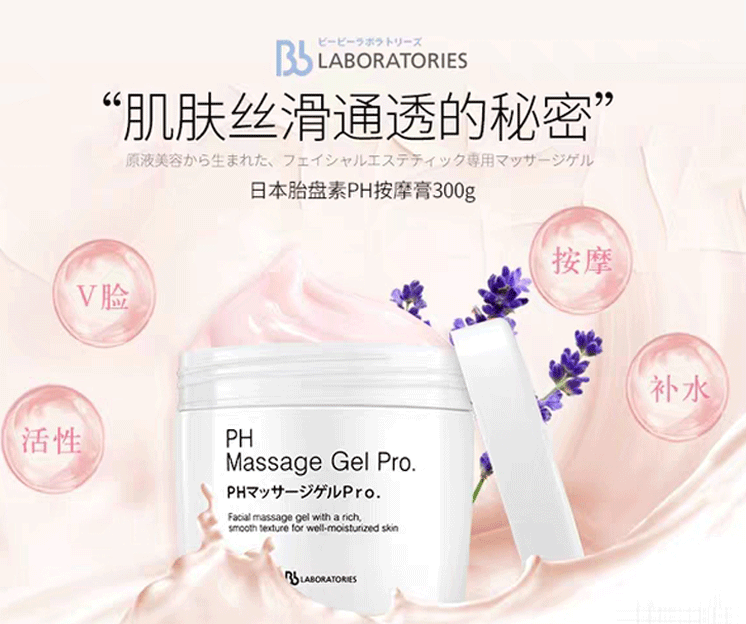 ビービーラボラトリーズ
Bb LABORATORIES
“肌肤丝滑通透的秘密”
原液美容から生まれた、フェイシャルエステティック専用マッサージゲル
日本胎盘素PH按摩膏300g
按摩
V脸
补水
活性
PH
Massage Gel Pro.
PHマッサージゲルPro.
Facial massage gel with a rich,
smooth texture for well-moisturized skin
Bb LABORATORIES